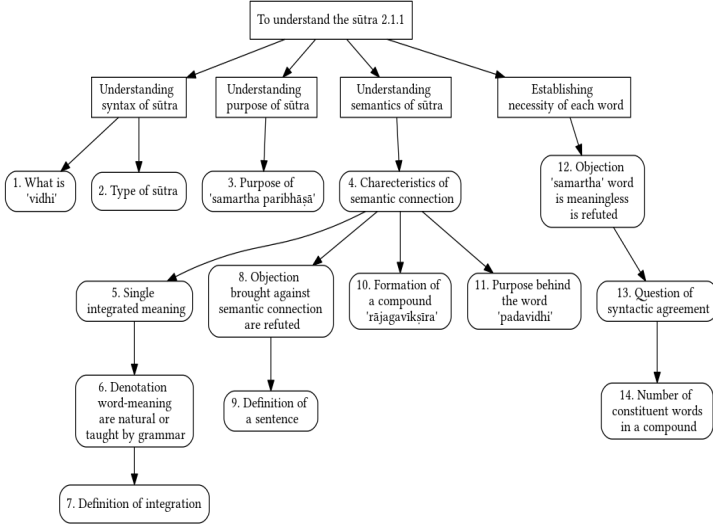 To understand the sūtra 2.1.1
Understanding
syntax of sūtra
Understanding
purpose of sūtra
Understanding
semantics of sūtra
Establishing
necessity of each word
1. What is
'vidhi'
2. Type of sūtra
3. Purpose of
'samartha paribhāṣā'
4. Charecteristics of
semantic connection
12. Objection
'samartha' word
is meaningless
is refuted
5. Single
integrated meaning
8. Objection
brought against
semantic connection
are refuted
10. Formation of
a compound
'rājagavīkṣīra'
11. Purpose behind
the word
'padavidhi'
13. Question of
syntactic agreement
6. Denotation
word-meaning
are natural or
taught by grammar
9. Definition of
a sentence
14. Number of
constituent words
in a compound
7. Definition of integration